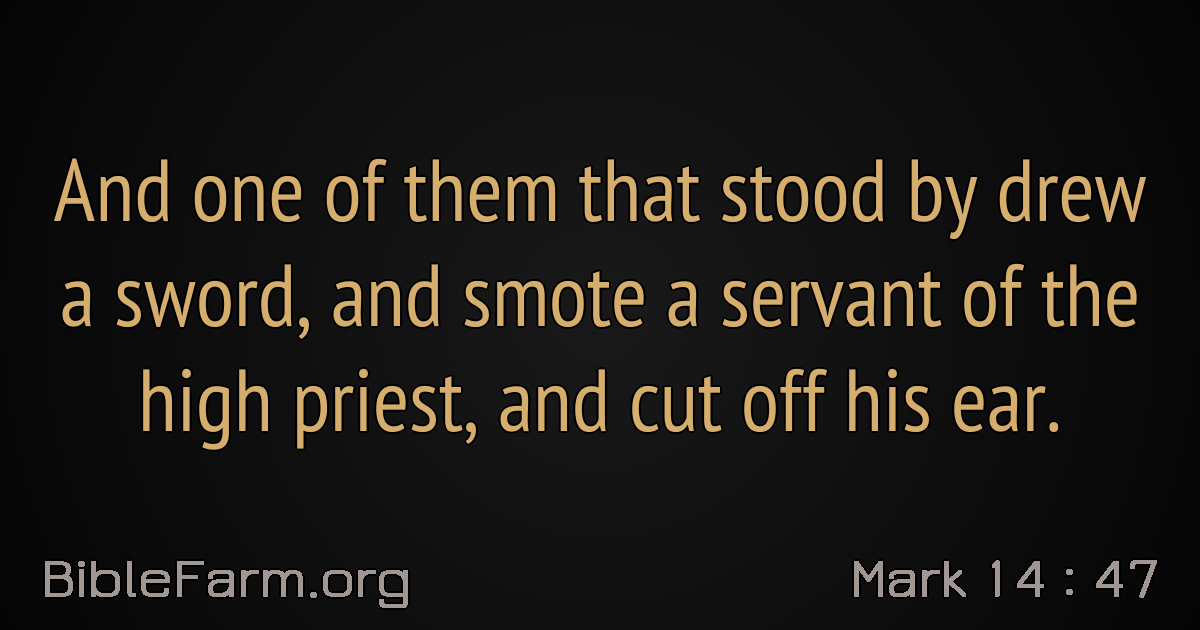 And one of them that stood by drew
a sword, and smote a servant of the
high priest, and cut off his ear.
BibleFarm.org
Mark 14 : 47